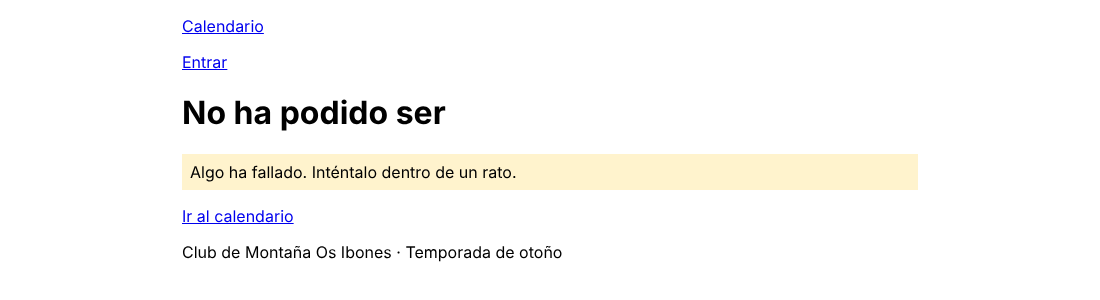 Calendario
Entrar
No ha podido ser
Algo ha fallado. Inténtalo dentro de un rato.
Ir al calendario
Club de Montaña Os Ibones · Temporada de otoño